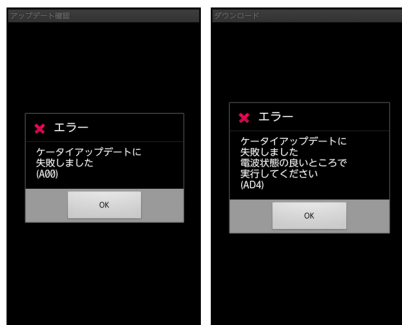 アップデート確認
エラー
ケータイアップデートに
失敗しました
(A00)
OK
ダウンロード
エラー
ケータイアップデートに
失敗しました
電波状態の良いところで
実行してください
(AD4)
OK